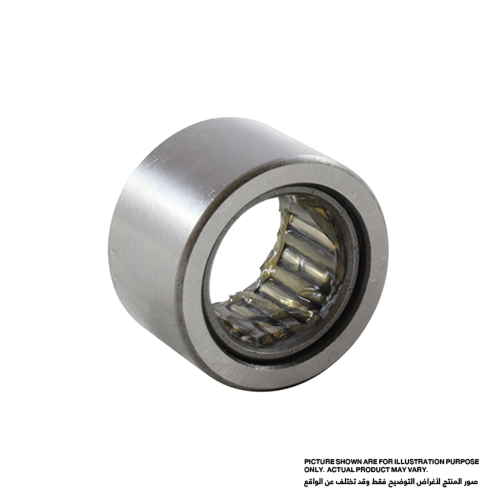 PICTURE SHOWN ARE FOR ILLUSTRATION PURPOSE
ONLY. ACTUAL PRODUCT MAY VARY.
صور المنتج لأغراض التوضيح فقط وقد تختلف عن الواقع